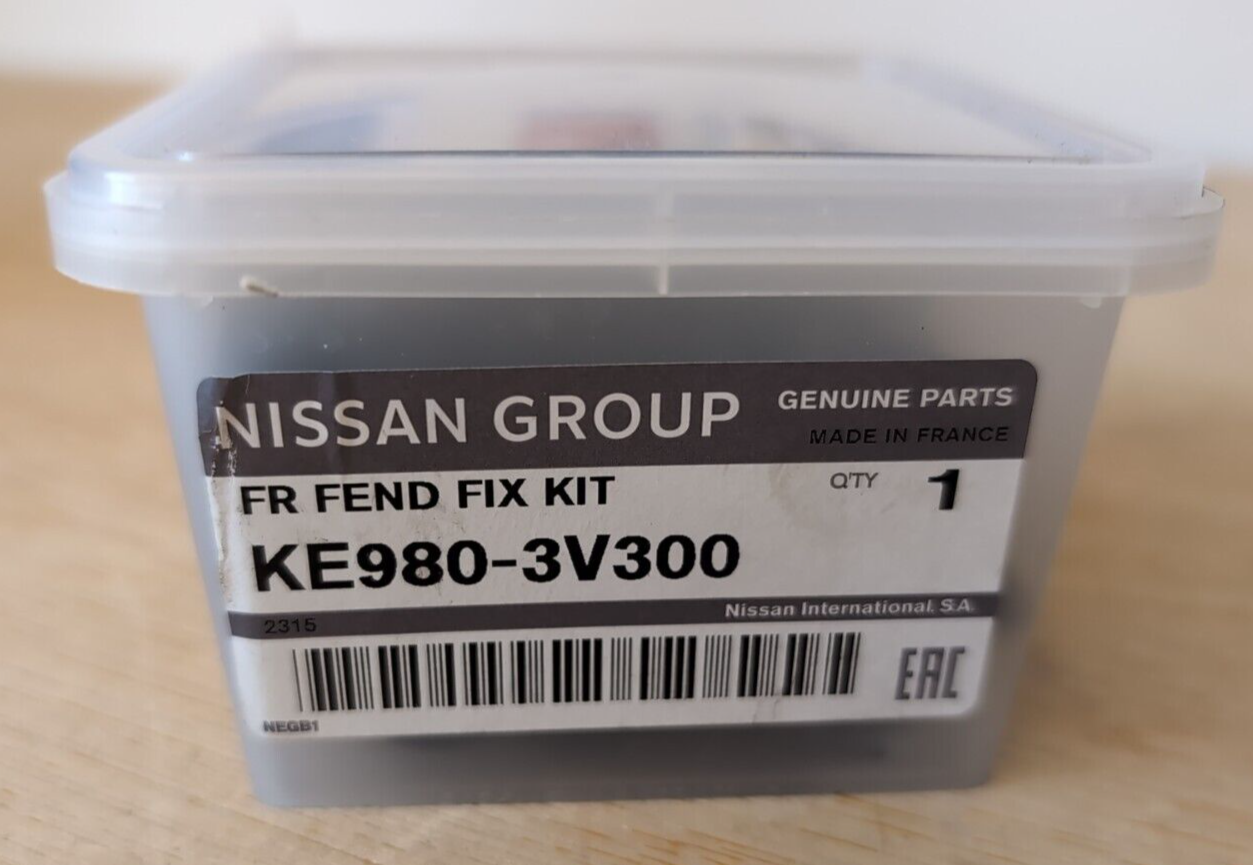 NISSAN GROUP
GENUINE PARTS
MADE IN FRANCE
FR FEND FIX KIT
Q'TY 1
KE980-3V300
Nissan International. S.A.
2315
EAC
NEGB1